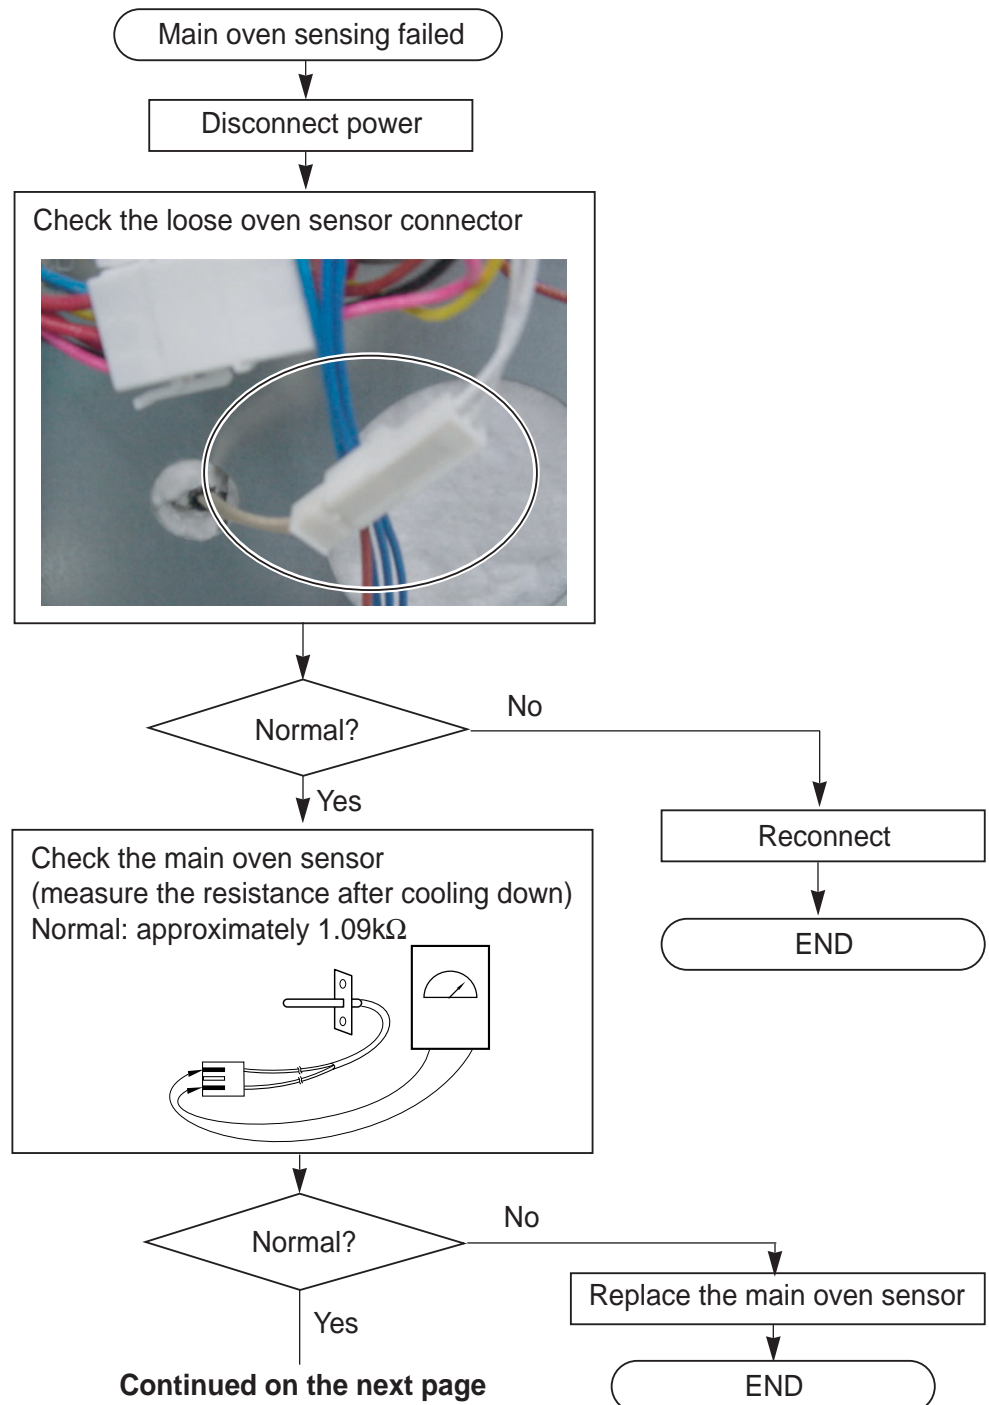 Main oven sensing failed
Disconnect power
Check the loose oven sensor connector
Normal?
No
Yes
Reconnect
END
Check the main oven sensor
(measure the resistance after cooling down)
Normal: approximately 1.09kΩ
Normal?
No
Yes
Replace the main oven sensor
END
Continued on the next page